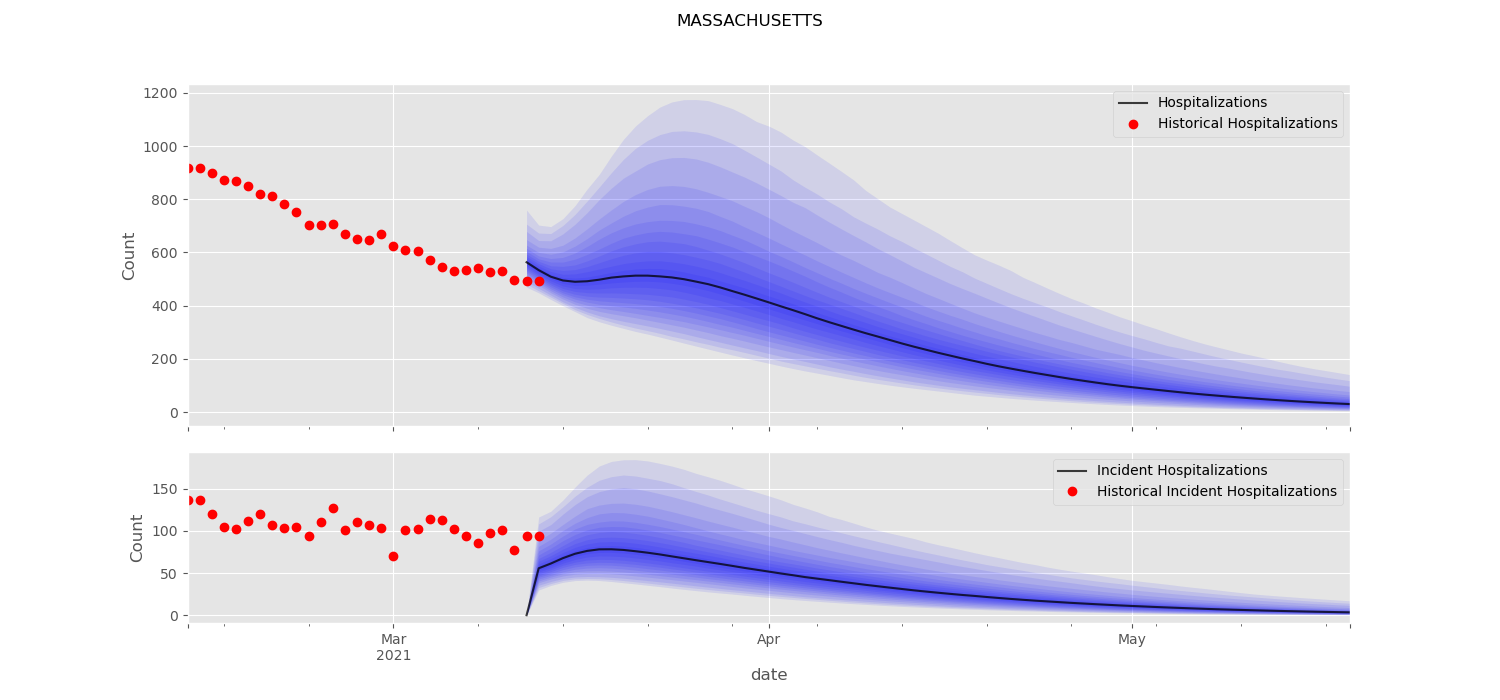 MASSACHUSETTS
1200
1000
800
600
400
200
0
Count
Hospitalizations
Historical Hospitalizations
150
100
50
0
Count
Incident Hospitalizations
Historical Incident Hospitalizations
Mar
2021
Apr
May
date